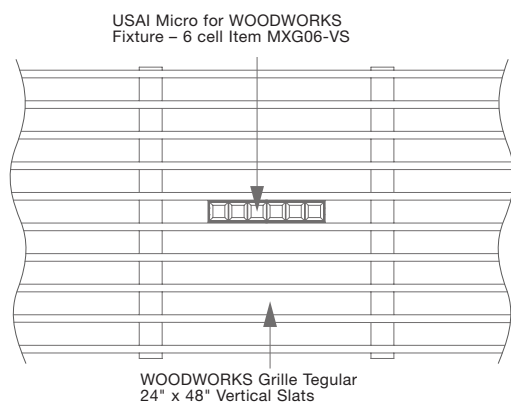 USAI Micro for WOODWORKS
Fixture – 6 cell Item MXG06-VS
WOODWORKS Grille Tegular
24" x 48" Vertical Slats